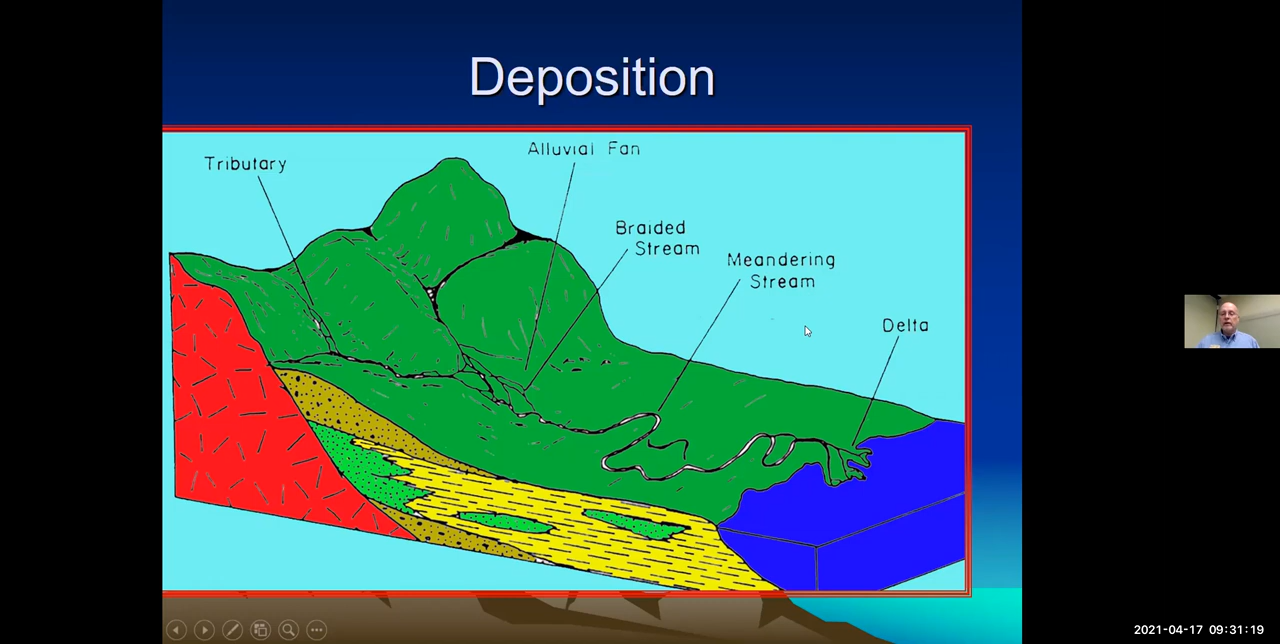 Deposition
Tributary
Alluvial Fan
Braided
Stream
Meandering
Stream
Delta
2021-04-17 09:31:19